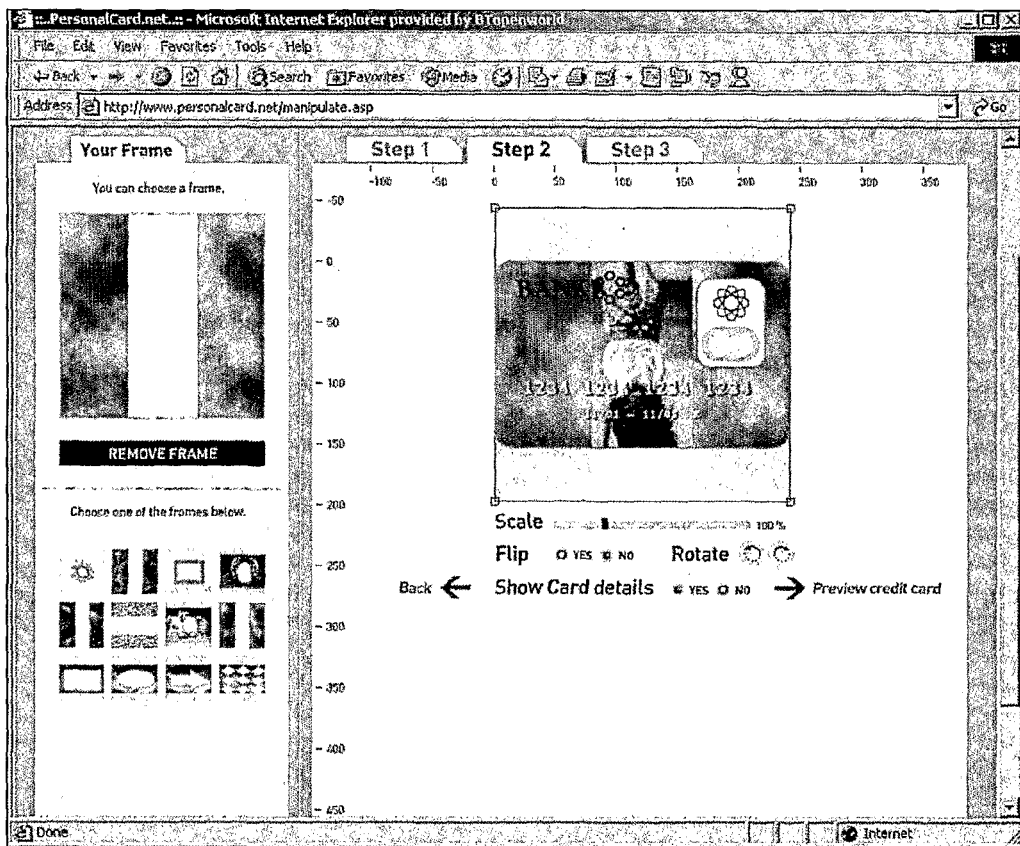 ::..PersonalCard.net..:: - Microsoft Internet Explorer provided by BTopenworld
File Edit View Favorites Tools Help
Back Search Favorites Media
Address http://www.personalcard.net/manipulate.asp Go
Your Frame Step 1 Step 2 Step 3
You can choose a frame.
-100 -50 0 50 100 150 200 250 300 350
-50
0
50
100
150
200
250
300
350
400
450
BANK
1234 1234 1234 1234
REMOVE FRAME
Choose one of the frames below.
Scale 100%
Flip YES NO Rotate
Back Show Card details YES NO Preview credit card
Done Internet